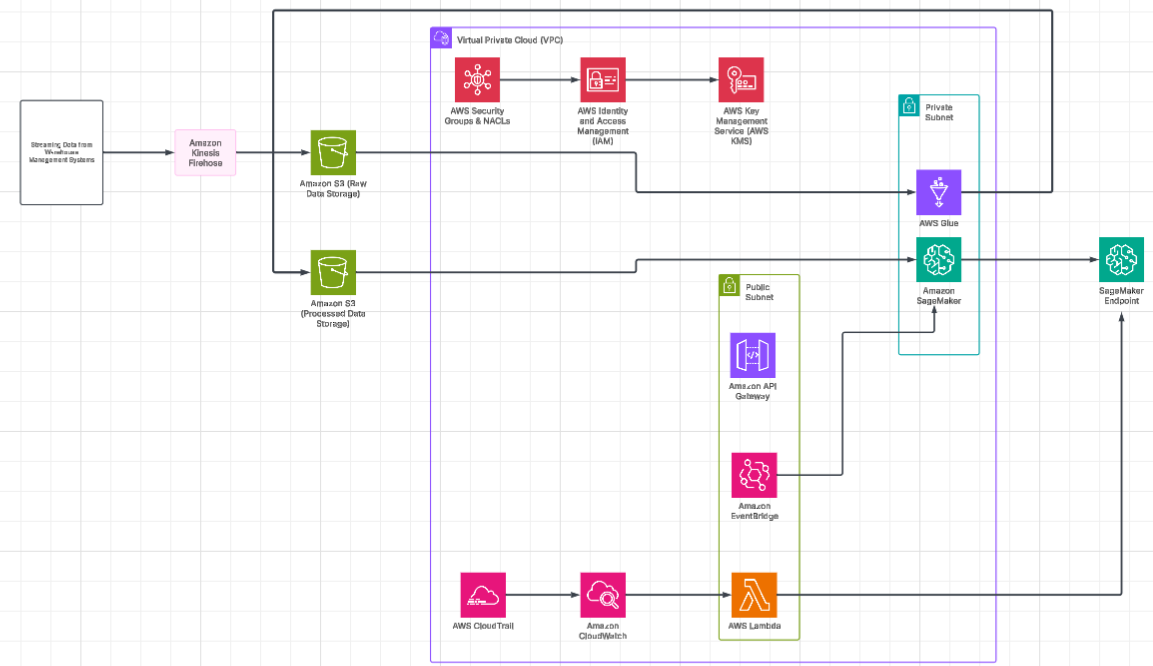 Virtual Private Cloud (VPC)
AWS Security
Groups & NACLs
AWS Identity
and Access
Management
(IAM)
AWS Key
Management
Service (AWS
KMS)
Private
Subnet
Streaming Data from
Warehouse
Management Systems
Amazon
Kinesis
Firehose
Amazon S3 (Raw
Data Storage)
AWS Glue
Amazon S3
(Processed Data
Storage)
Amazon
SageMaker
SageMaker
Endpoint
Public
Subnet
Amazon API
Gateway
Amazon
EventBridge
AWS CloudTrail
Amazon
CloudWatch
AWS Lambda